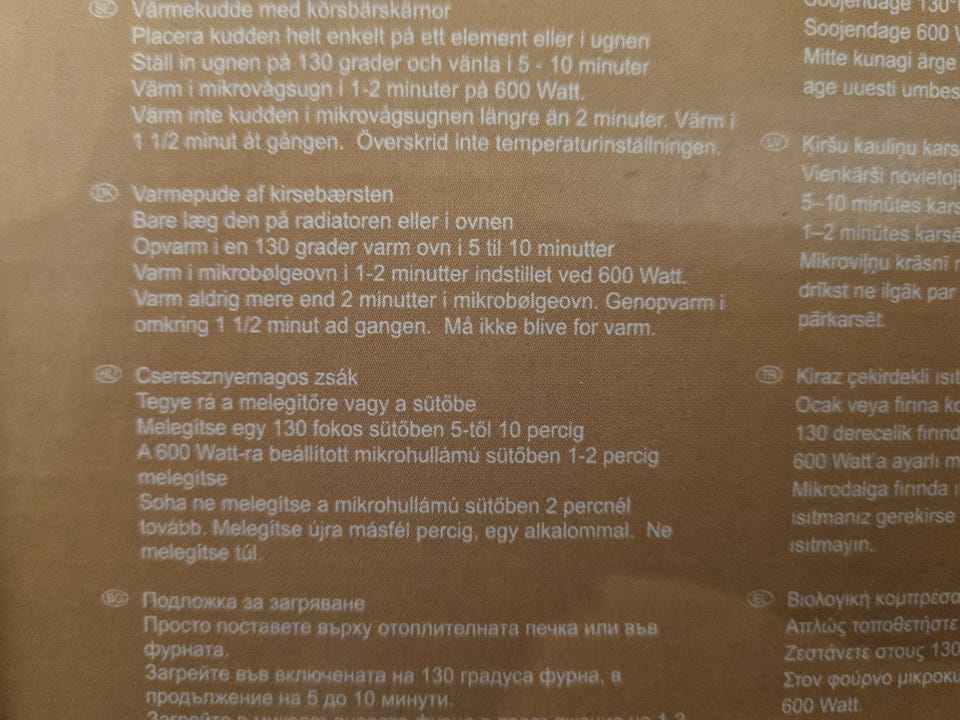 SE Värmekudde med körsbärskärnor
Placera kudden helt enkelt på ett element eller i ugnen
Ställ in ugnen på 130 grader och vänta i 5 - 10 minuter
Värm i mikrovågsugn i 1-2 minuter på 600 Watt.
Värm inte kudden i mikrovågsugnen längre än 2 minuter. Värm i
1 1/2 minut åt gången. Överskrid inte temperaturinställningen.
DK Varmepude af kirsebærsten
Bare læg den på radiatoren eller i ovnen
Opvarm i en 130 grader varm ovn i 5 til 10 minutter
Varm i mikrobølgeovn i 1-2 minutter indstillet ved 600 Watt.
Varm aldrig mere end 2 minutter i mikrobølgeovn. Genopvarm i
omkring 1 1/2 minut ad gangen. Må ikke blive for varm.
HU Cseresznyemagos zsák
Tegye rá a melegítőre vagy a sütőbe
Melegítse egy 130 fokos sütőben 5-től 10 percig
A 600 Watt-ra beállított mikrohullámú sütőben 1-2 percig
melegítse
Soha ne melegítse a mikrohullámú sütőben 2 percnél
tovább. Melegítse újra másfél percig, egy alkalommal. Ne
melegítse túl.
BG Подложка за загряване
Просто поставете върху отоплителната печка или във
фурната.
Загрейте във включената на 130 градуса фурна, в
продължение на 5 до 10 минути.
Soojendage 130°
Soojendage 600
Mitte kunagi ärge
age uuesti umbes
LV Ķiršu kauliņu
Vienkārši
5–10 minūtes
1–2 minūtes
Mikroviļņu krāsnī
drīkst ne ilgāk par
pārkarsēt.
TR Kiraz çekirdekli
Ocak veya fırına
130 derecelik
600 Watt'a ayarlı
Mikrodalga fırında
ısıtmanız gerekirse
ısıtmayın.
EL Βιολογική
Απλώς τοποθετήστε
Ζεστάνετε στους 130
Στον φούρνο
600 Watt.